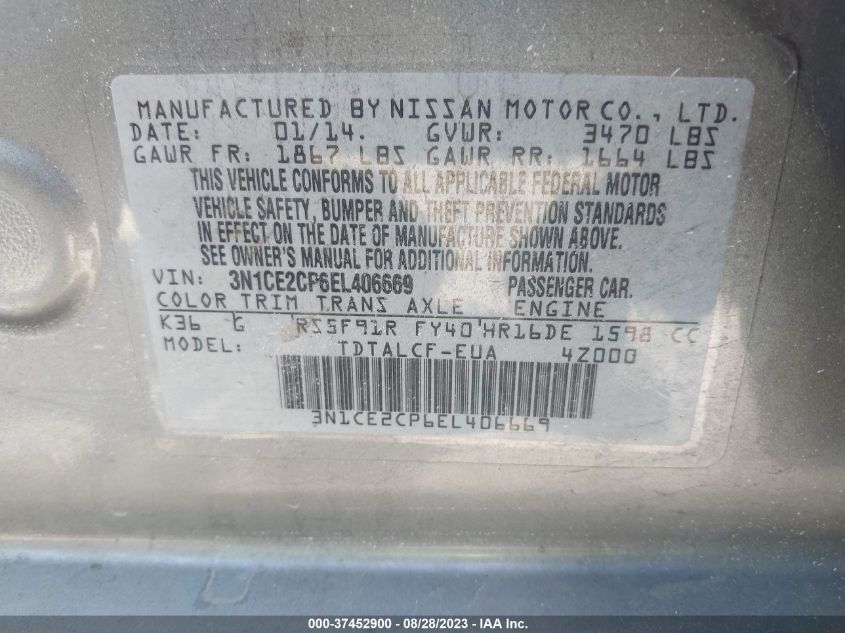 MANUFACTURED BY NISSAN MOTOR CO., LTD.
DATE: 01/14. GVWR: 3470 LBS
GAWR FR: 1867 LBS GAWR RR: 1664 LBS
THIS VEHICLE CONFORMS TO ALL APPLICABLE FEDERAL MOTOR
VEHICLE SAFETY, BUMPER AND THEFT PREVENTION STANDARDS
IN EFFECT ON THE DATE OF MANUFACTURE SHOWN ABOVE.
SEE OWNER'S MANUAL FOR ADDITIONAL INFORMATION.
VIN: 3N1CE2CP6EL406669 PASSENGER CAR.
COLOR TRIM TRANS AXLE ENGINE
K36 G 'RS5F91R FY40'HR16DE 1598 CC
MODEL: TDTALCF-EUA 4Z000
3N1CE2CP6EL406669
000-37452900 - 08/28/2023 - IAAI.COM